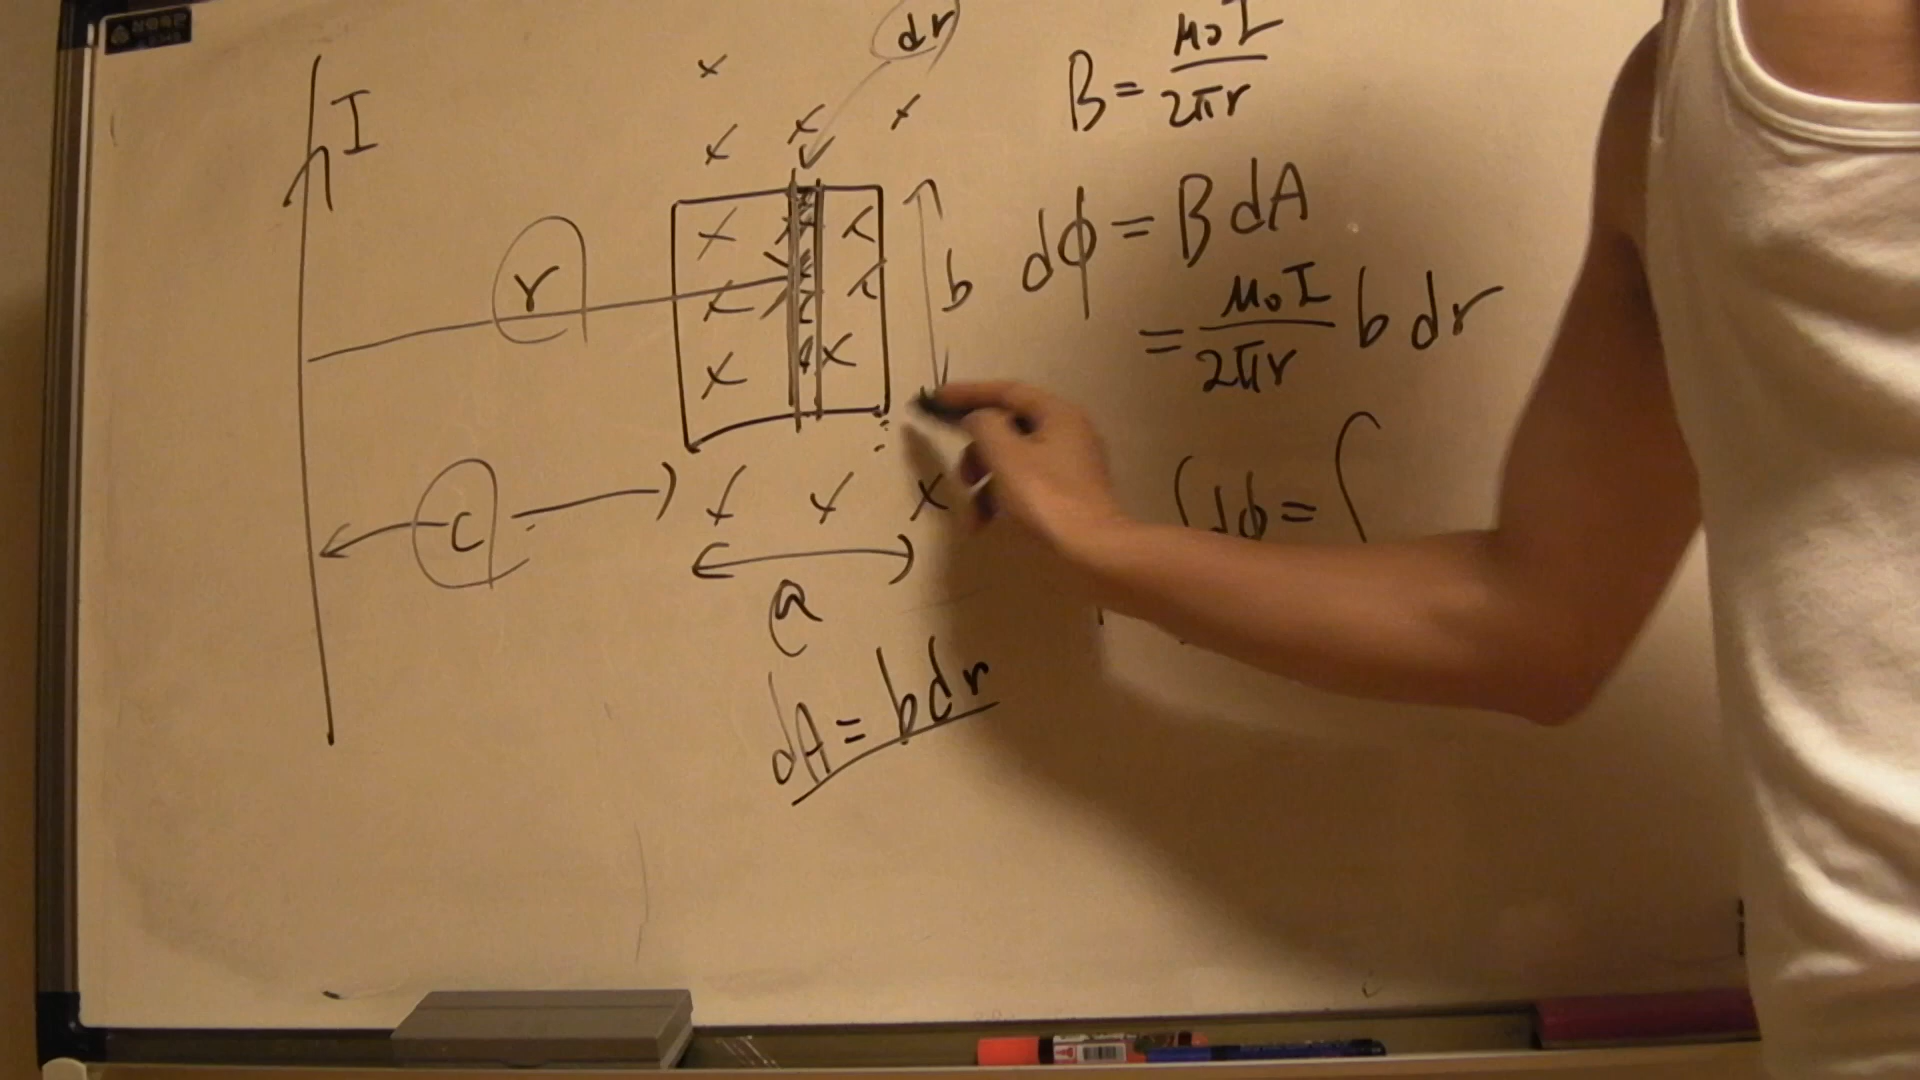 dr
I
B = μ₀I / 2πr
dϕ = B dA
= μ₀I / 2πr b dr
r
b
∫dϕ = ∫
c
a
dA = b dr